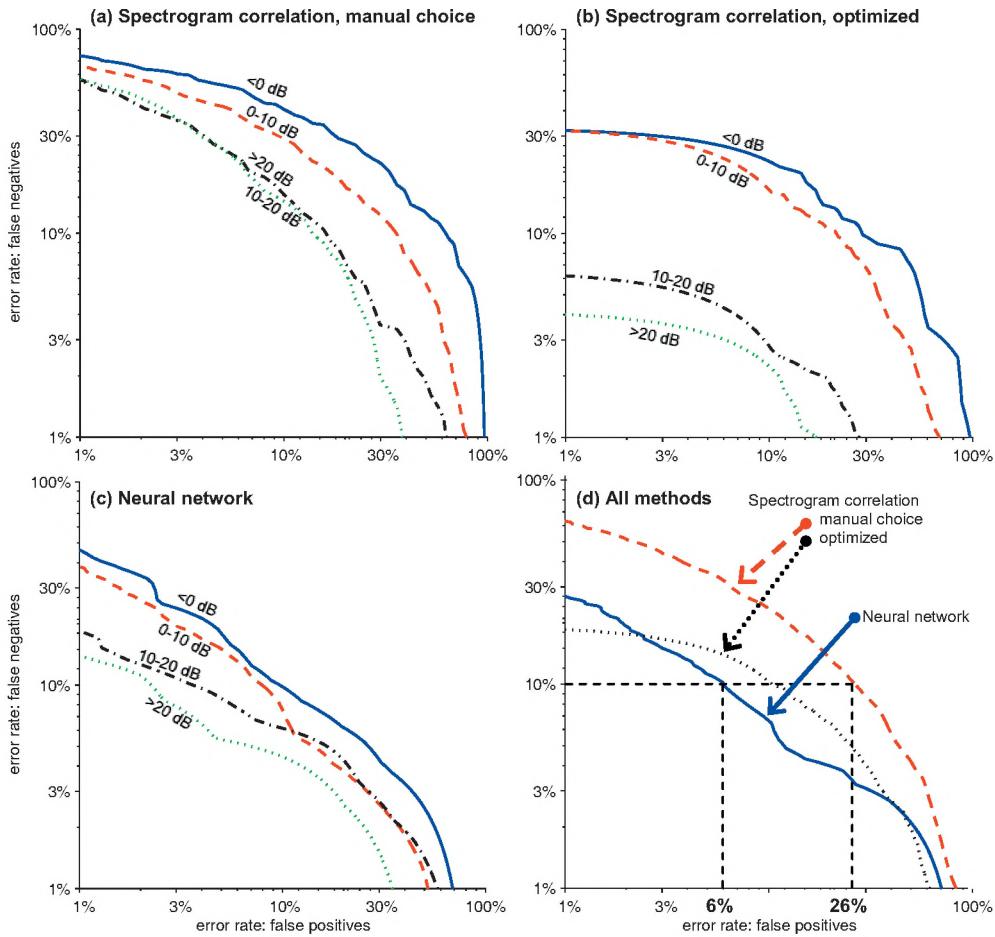 (a) Spectrogram correlation, manual choice
100%
30%
10%
3%
1%
error rate: false negatives
<0 dB
0-10 dB
>20 dB
10-20 dB
1%
3%
10%
30%
100%
(b) Spectrogram correlation, optimized
100%
30%
10%
3%
1%
<0 dB
0-10 dB
10-20 dB
>20 dB
1%
3%
10%
30%
100%
(c) Neural network
100%
30%
10%
3%
1%
error rate: false negatives
<0 dB
0-10 dB
10-20 dB
>20 dB
1%
3%
10%
30%
100%
error rate: false positives
(d) All methods
Spectrogram correlation
manual choice
optimized
Neural network
100%
30%
10%
3%
1%
1%
3%
6%
10%
26%
30%
100%
error rate: false positives